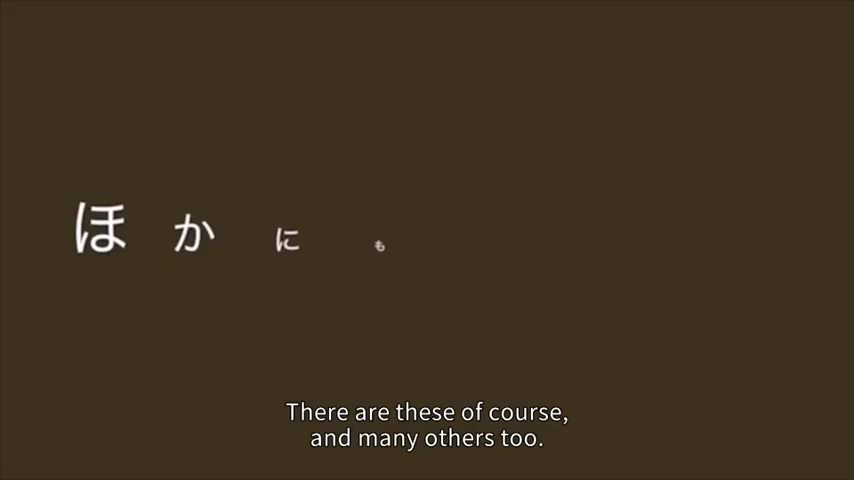 ほかにも
There are these of course,
and many others too.